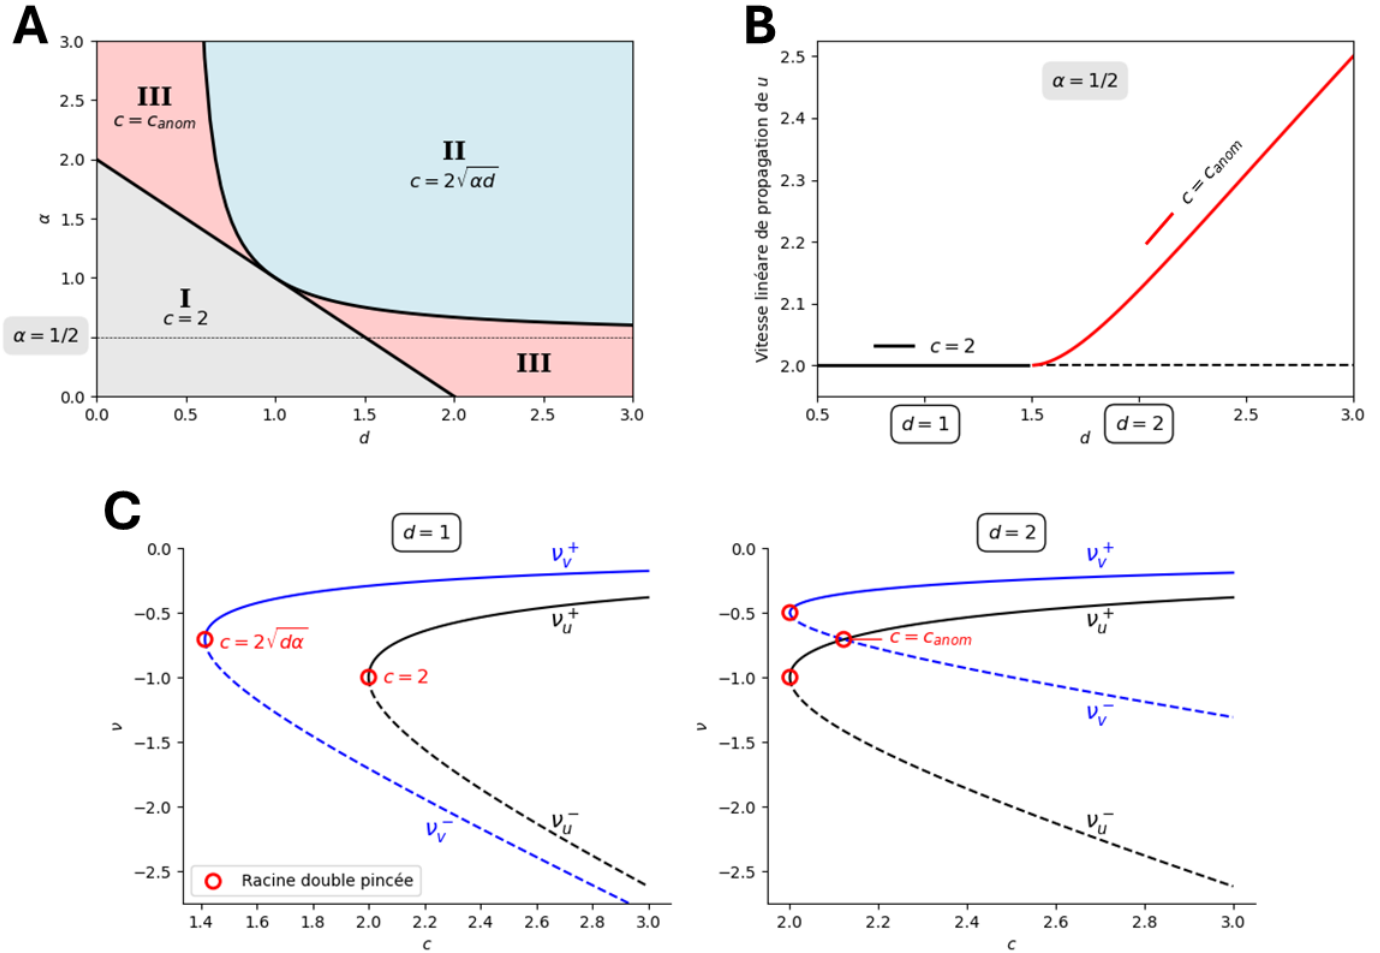 A
3.0
2.5
2.0
1.5
1.0
0.5
0.0
α
α = 1/2
III
c = c_anom
II
c = 2√αd
I
c = 2
III
0.0 0.5 1.0 1.5 2.0 2.5 3.0
d
B
2.5
2.4
2.3
2.2
2.1
2.0
Vitesse linéare de propagation de u
α = 1/2
c = c_anom
c = 2
0.5 1.5 2.5 3.0
d = 1 d = 2
d
C
d = 1
0.0
−0.5
−1.0
−1.5
−2.0
−2.5
ν
ν_v^+
ν_u^+
c = 2√dα
c = 2
ν_v^−
ν_u^−
Racine double pincée
1.4 1.6 1.8 2.0 2.2 2.4 2.6 2.8 3.0
c
d = 2
0.0
−0.5
−1.0
−1.5
−2.0
−2.5
ν
ν_v^+
ν_u^+
c = c_anom
ν_v^−
ν_u^−
2.0 2.2 2.4 2.6 2.8 3.0
c